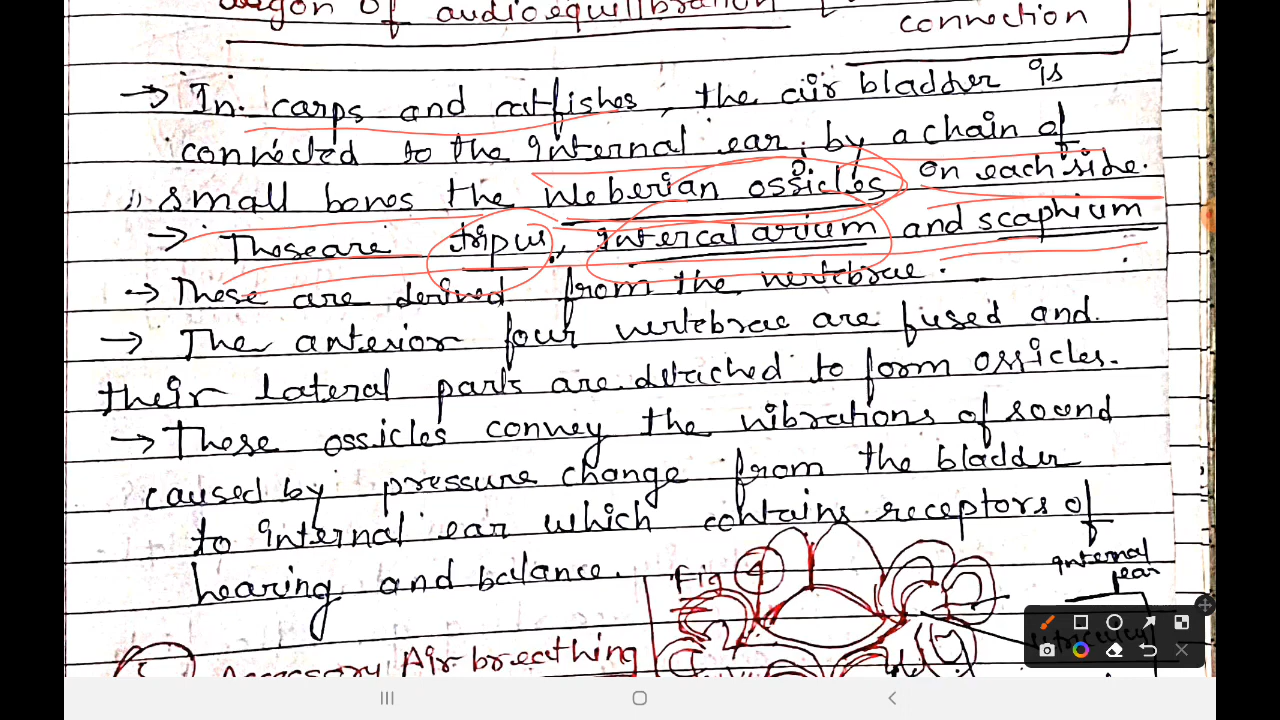 of audioequilibration
connection
→ In carps and catfishes, the air bladder is
connected to the internal ear, by a chain of
small bones the Weberian ossicles on each side.
→ These are tripus, intercalarium and scaphium
→ These are derived from the vertebrae.
→ The anterior four vertebrae are fused and
their lateral parts are detached to form ossicles.
→ These ossicles convey the vibrations of sound
caused by pressure change from the bladder
to internal ear which contains receptors of
hearing and balance.
Fig 9
internal
ear
Accessory Air-breathing